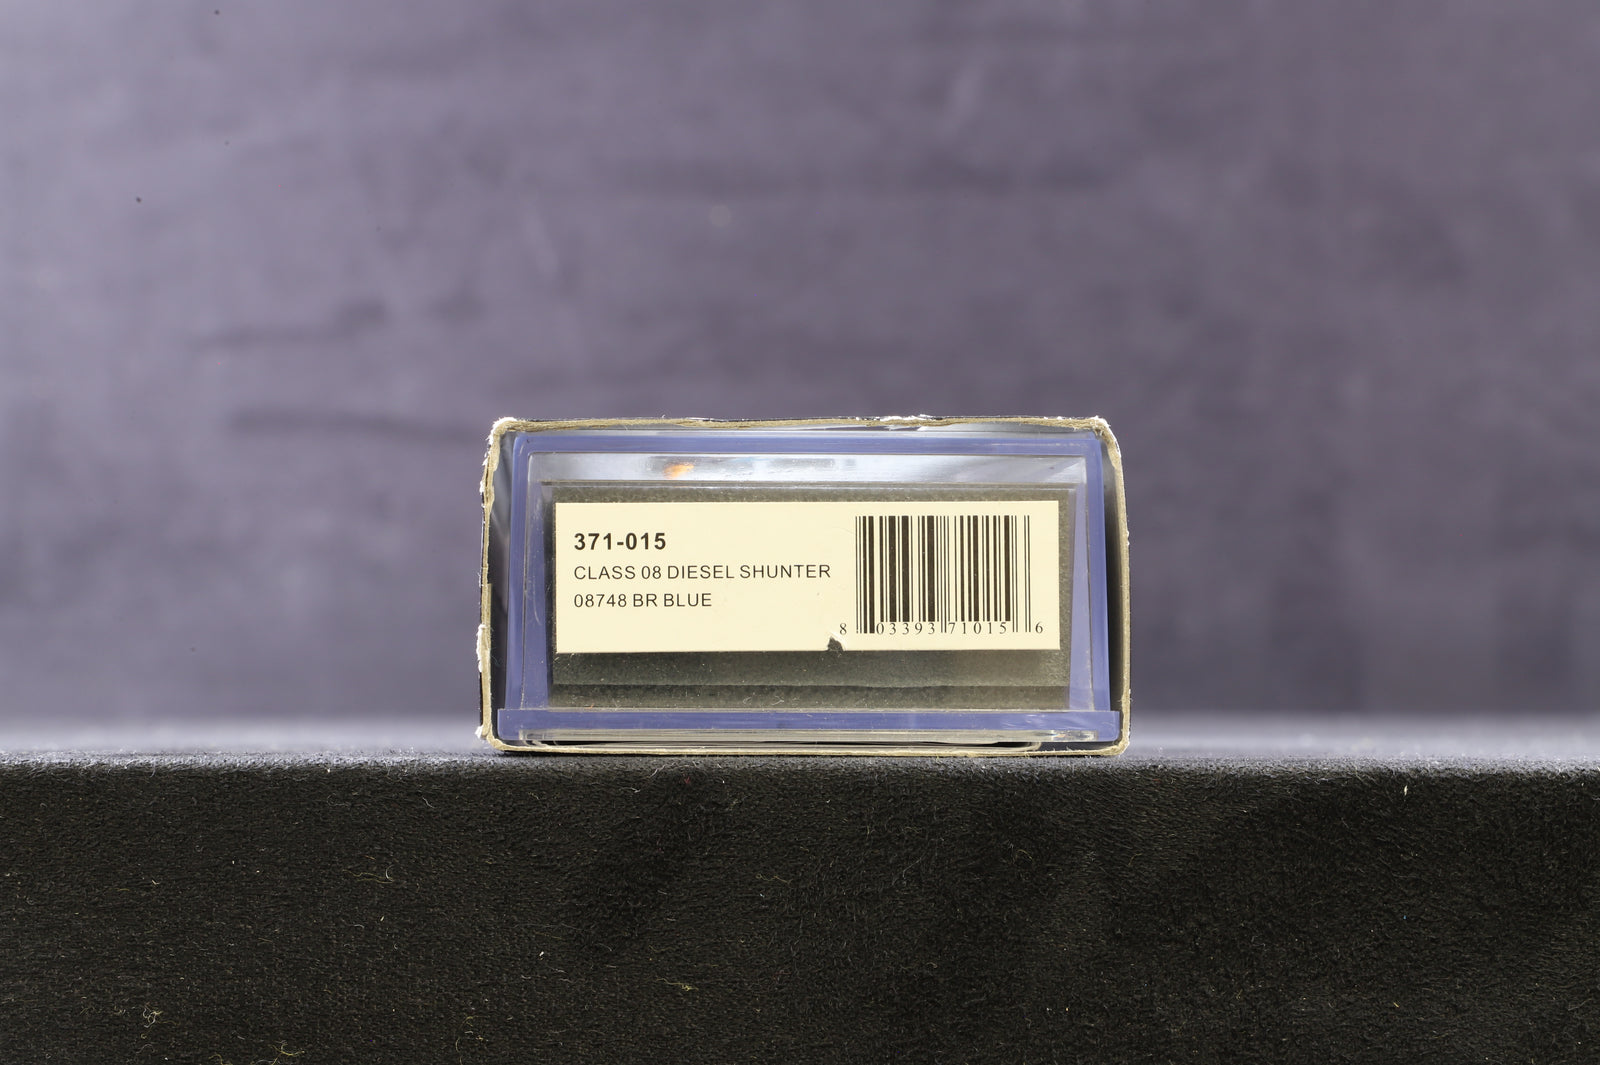 371-015
CLASS 08 DIESEL SHUNTER
08748 BR BLUE
8 03393 71015 6